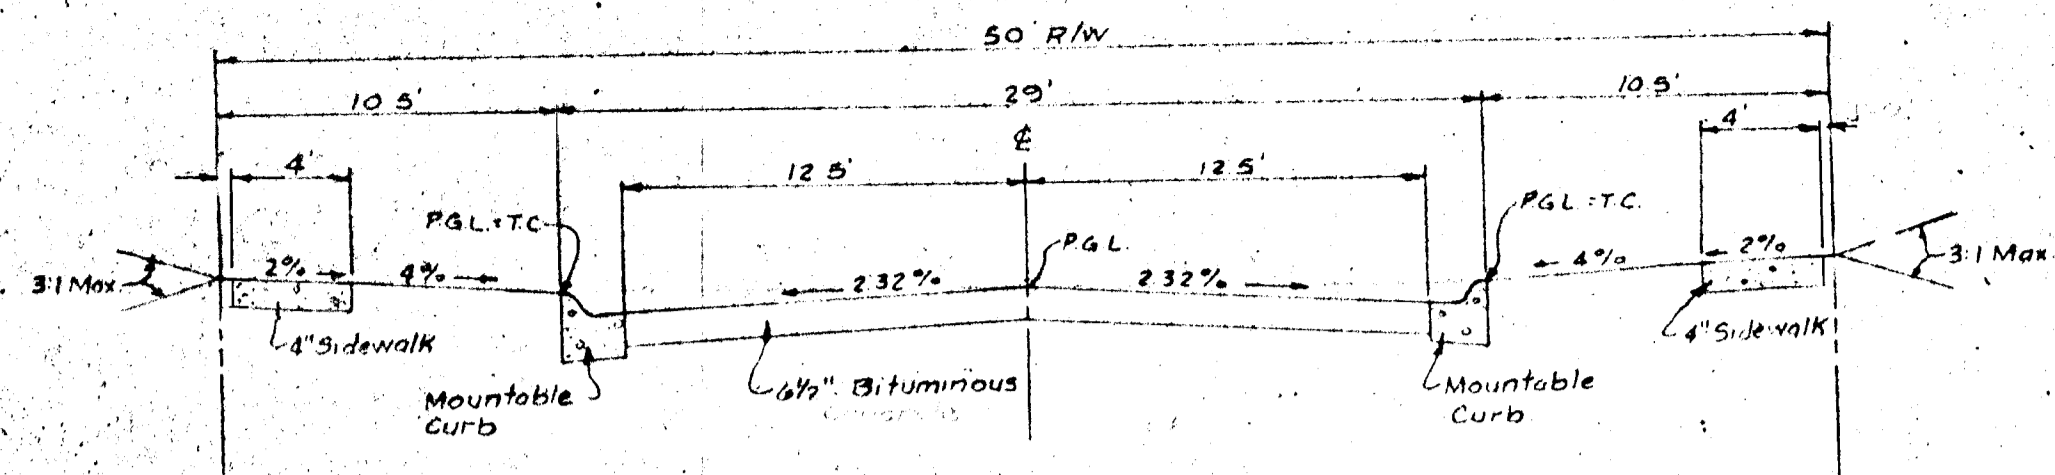 50' R/W
10.5'
29'
10.5'
4'
℄
4'
12.5'
12.5'
P.G.L. = T.C.
P.G.L.
P.G.L. = T.C.
3:1 Max
2%
4%
2.32%
2.32%
4%
2%
3:1 Max.
4" Sidewalk
Mountable
Curb
6½" Bituminous
Mountable
Curb
4" Sidewalk